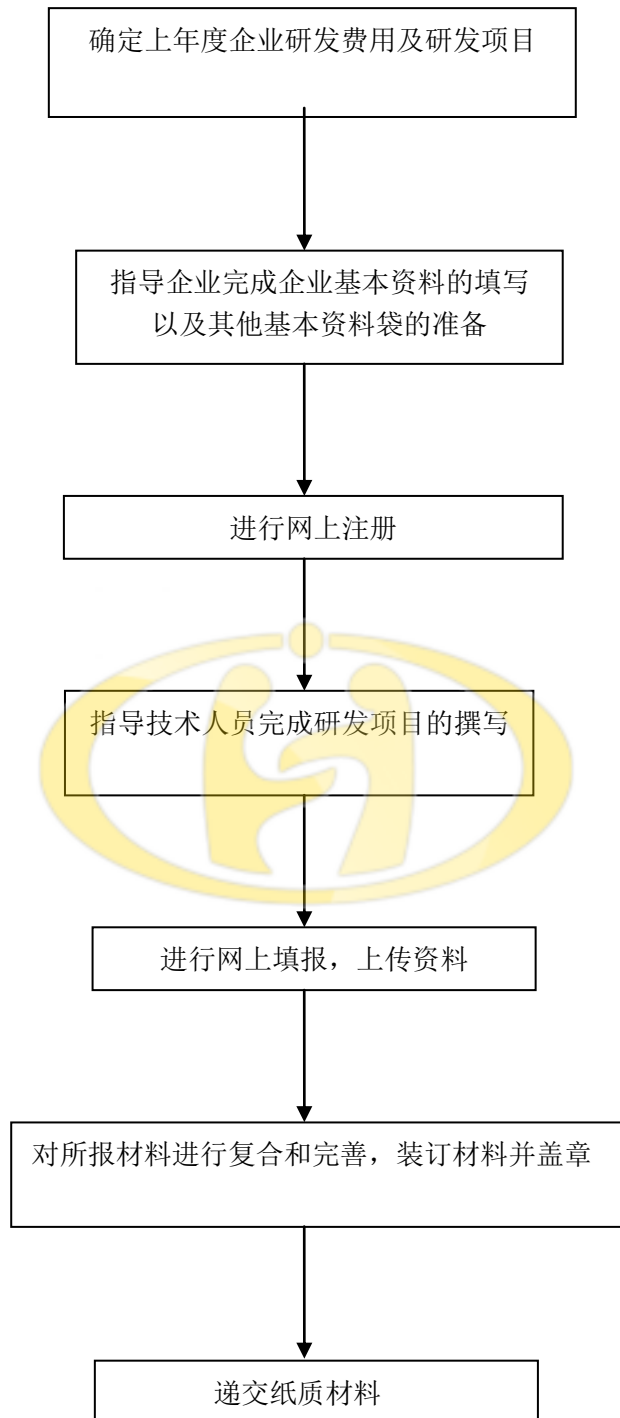 确定上年度企业研发费用及研发项目
指导企业完成企业基本资料的填写
以及其他基本资料袋的准备
进行网上注册
指导技术人员完成研发项目的撰写
进行网上填报，上传资料
对所报材料进行复合和完善，装订材料并盖章
递交纸质材料